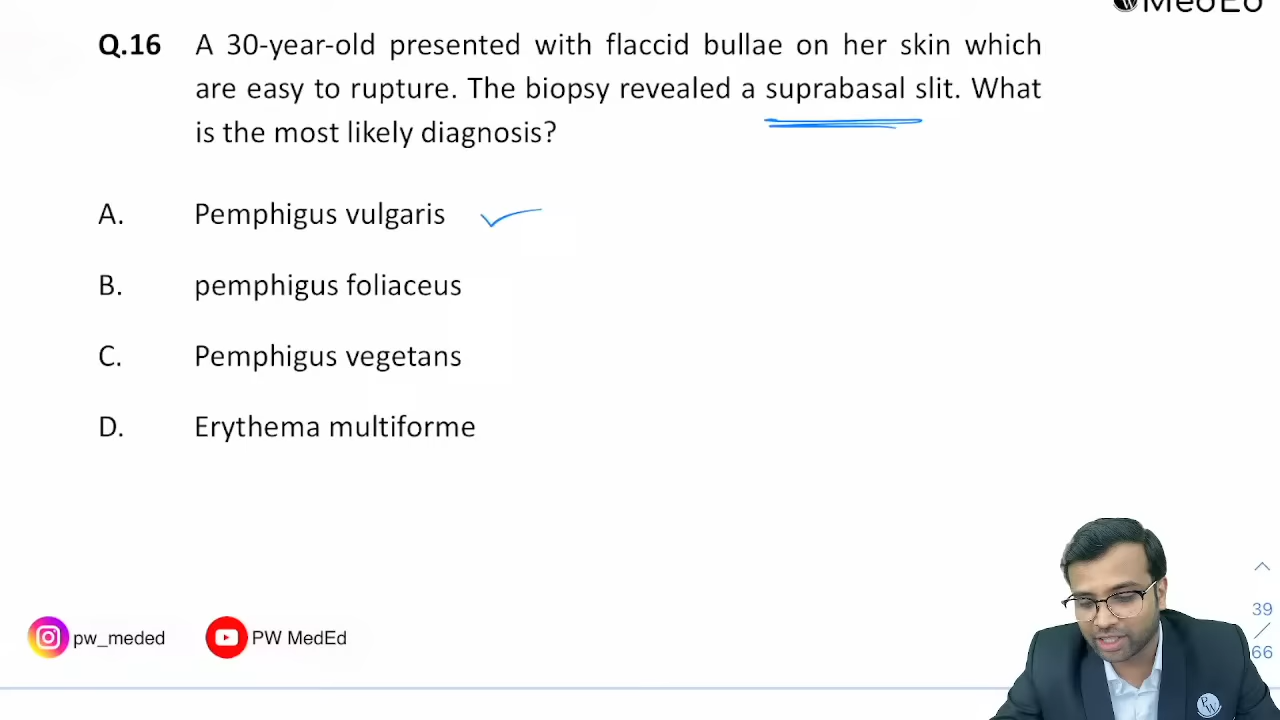 MedEd
Q.16 A 30-year-old presented with flaccid bullae on her skin which
are easy to rupture. The biopsy revealed a suprabasal slit. What
is the most likely diagnosis?
A. Pemphigus vulgaris
B. pemphigus foliaceus
C. Pemphigus vegetans
D. Erythema multiforme
39
66
pw_meded PW MedEd
PW